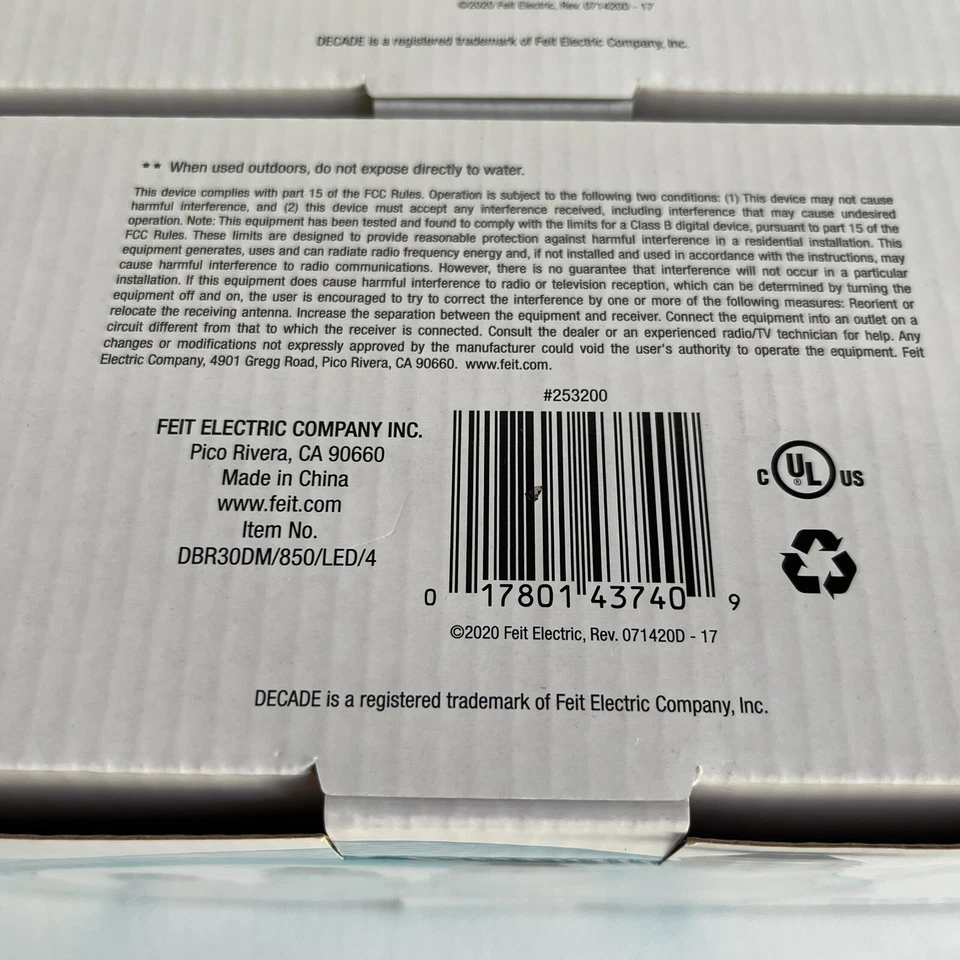 ©2020 Feit Electric, Rev. 071420D - 17
DECADE is a registered trademark of Feit Electric Company, Inc.
** When used outdoors, do not expose directly to water.
This device complies with part 15 of the FCC Rules. Operation is subject to the following two conditions: (1) This device may not cause
harmful interference, and (2) this device must accept any interference received, including interference that may cause undesired
operation. Note: This equipment has been tested and found to comply with the limits for a Class B digital device, pursuant to part 15 of the
FCC Rules. These limits are designed to provide reasonable protection against harmful interference in a residential installation. This
equipment generates, uses and can radiate radio frequency energy and, if not installed and used in accordance with the instructions, may
cause harmful interference to radio communications. However, there is no guarantee that interference will not occur in a particular
installation. If this equipment does cause harmful interference to radio or television reception, which can be determined by turning the
equipment off and on, the user is encouraged to try to correct the interference by one or more of the following measures: Reorient or
relocate the receiving antenna. Increase the separation between the equipment and receiver. Connect the equipment into an outlet on a
circuit different from that to which the receiver is connected. Consult the dealer or an experienced radio/TV technician for help. Any
changes or modifications not expressly approved by the manufacturer could void the user's authority to operate the equipment. Feit
Electric Company, 4901 Gregg Road, Pico Rivera, CA 90660. www.feit.com.
#253200
FEIT ELECTRIC COMPANY INC.
Pico Rivera, CA 90660
Made in China
www.feit.com
Item No.
DBR30DM/850/LED/4
0 17801 43740 9
C UL ® US
©2020 Feit Electric, Rev. 071420D - 17
DECADE is a registered trademark of Feit Electric Company, Inc.